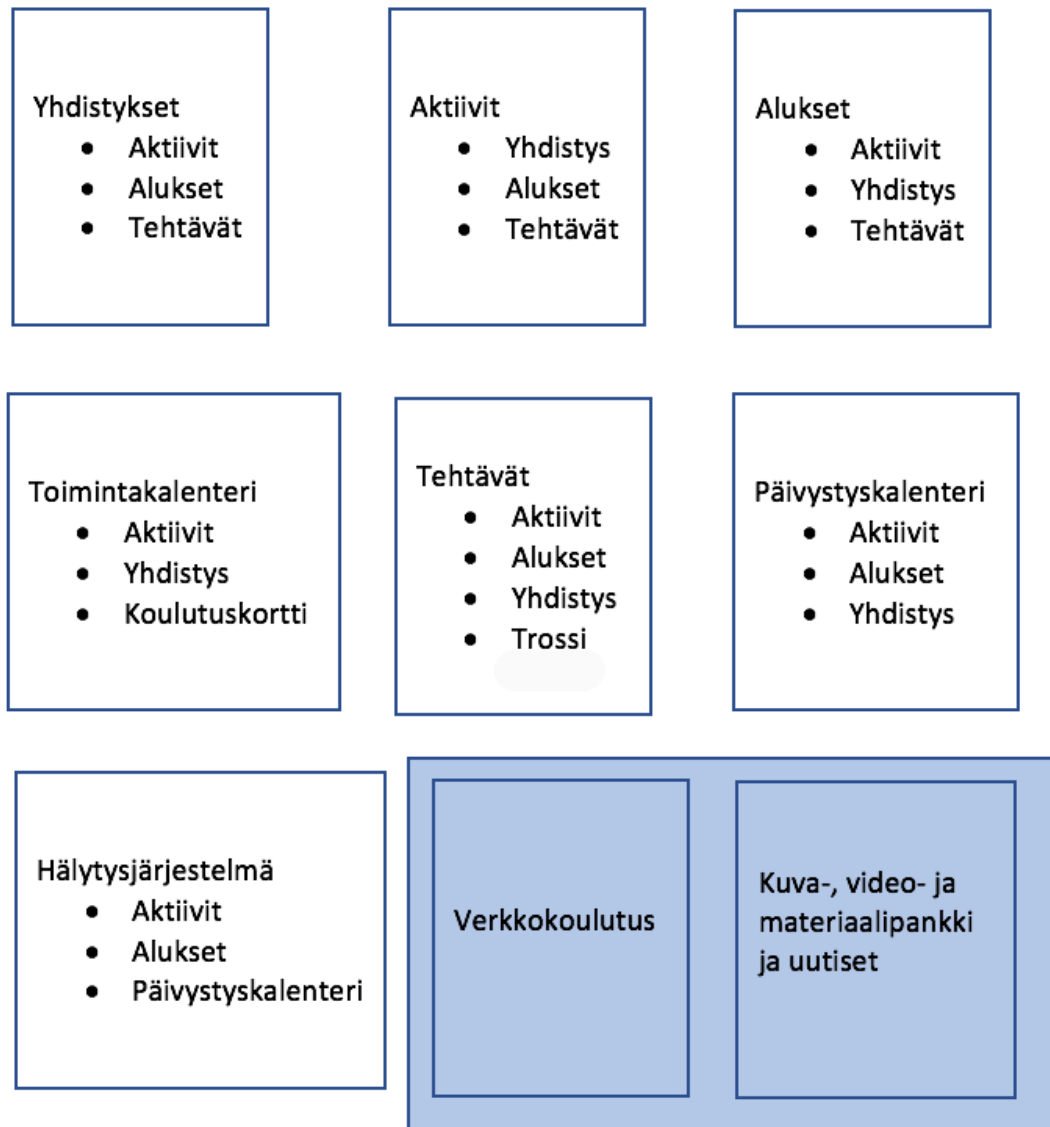 Yhdistykset
• Aktiivit
• Alukset
• Tehtävät
Aktiivit
• Yhdistys
• Alukset
• Tehtävät
Alukset
• Aktiivit
• Yhdistys
• Tehtävät
Toimintakalenteri
• Aktiivit
• Yhdistys
• Koulutuskortti
Tehtävät
• Aktiivit
• Alukset
• Yhdistys
• Trossi
Päivystyskalenteri
• Aktiivit
• Alukset
• Yhdistys
Hälytysjärjestelmä
• Aktiivit
• Alukset
• Päivystyskalenteri
Verkkokoulutus
Kuva-, video- ja
materiaalipankki
ja uutiset